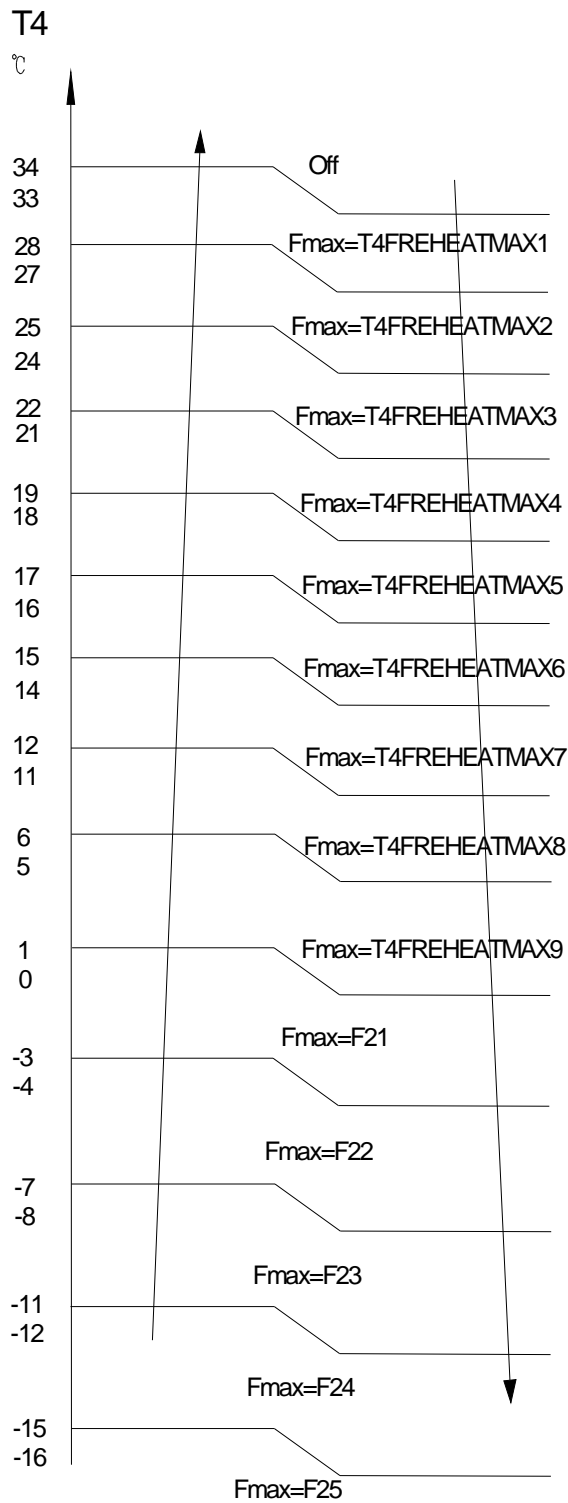 T4
℃
34
Off
33
28
Fmax=T4FREHEATMAX1
27
25
Fmax=T4FREHEATMAX2
24
22
Fmax=T4FREHEATMAX3
21
19
Fmax=T4FREHEATMAX4
18
17
Fmax=T4FREHEATMAX5
16
15
Fmax=T4FREHEATMAX6
14
12
Fmax=T4FREHEATMAX7
11
6
Fmax=T4FREHEATMAX8
5
1
Fmax=T4FREHEATMAX9
0
Fmax=F21
-3
-4
Fmax=F22
-7
-8
Fmax=F23
-11
-12
Fmax=F24
-15
-16
Fmax=F25